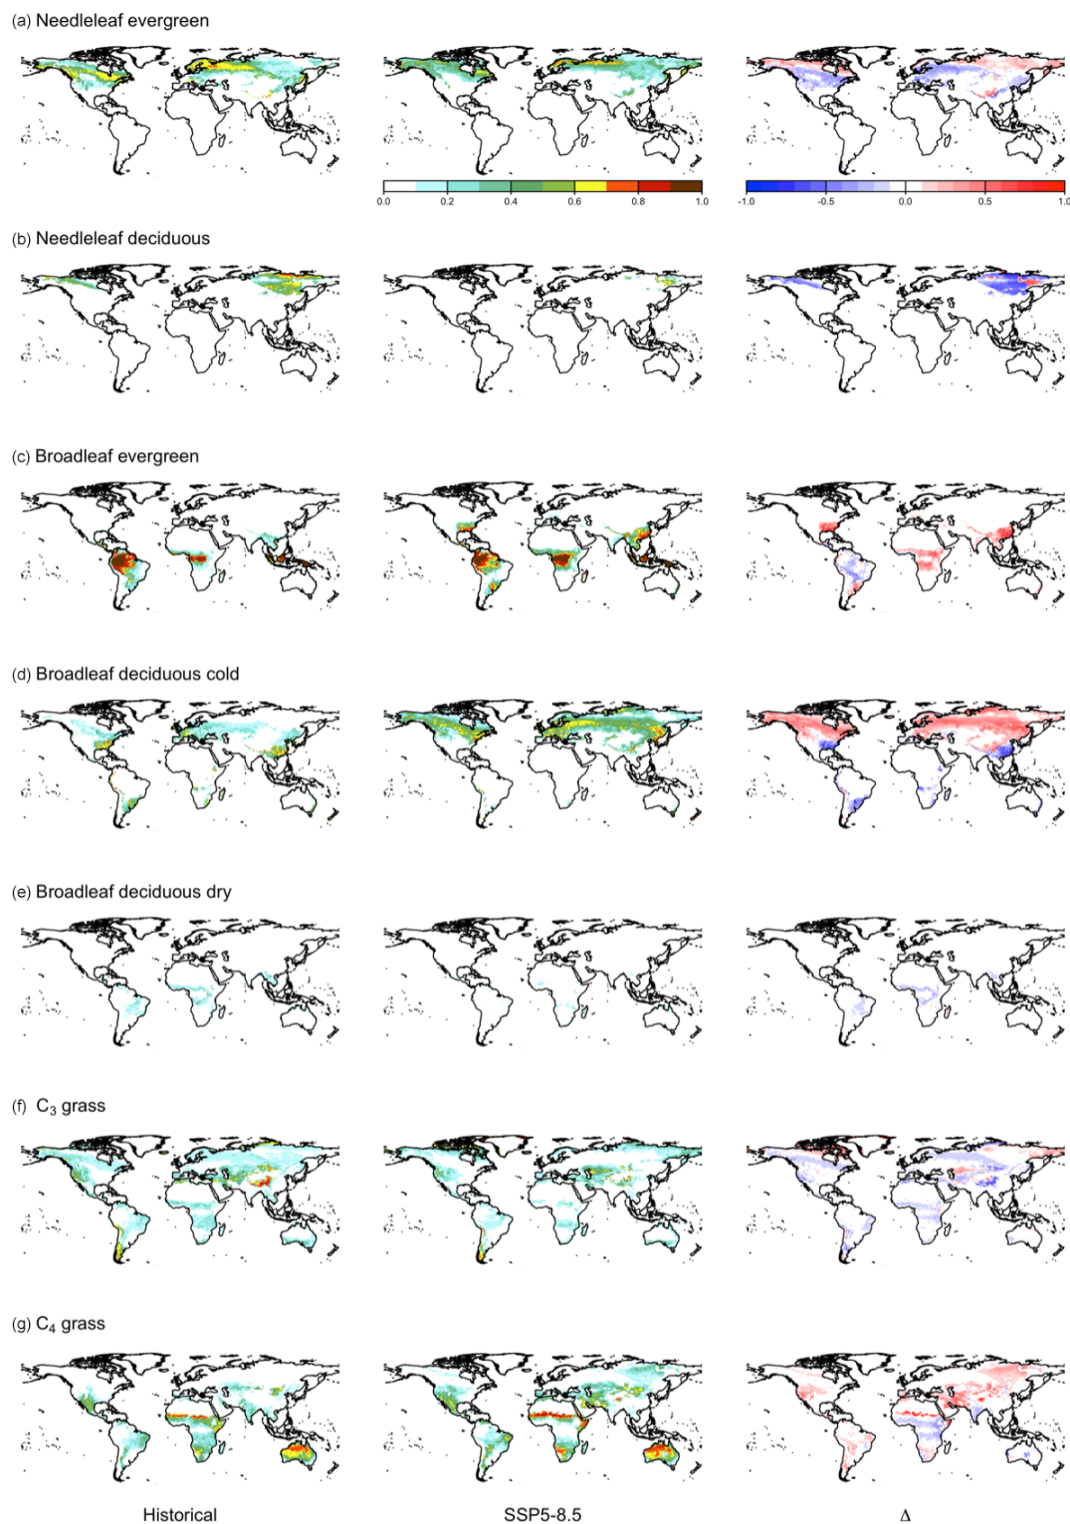 (a) Needleleaf evergreen
0.0 0.2 0.4 0.6 0.8 1.0 -1.0 -0.5 0.0 0.5 1.0
(b) Needleleaf deciduous
(c) Broadleaf evergreen
(d) Broadleaf deciduous cold
(e) Broadleaf deciduous dry
(f) C₃ grass
(g) C₄ grass
Historical SSP5-8.5 Δ